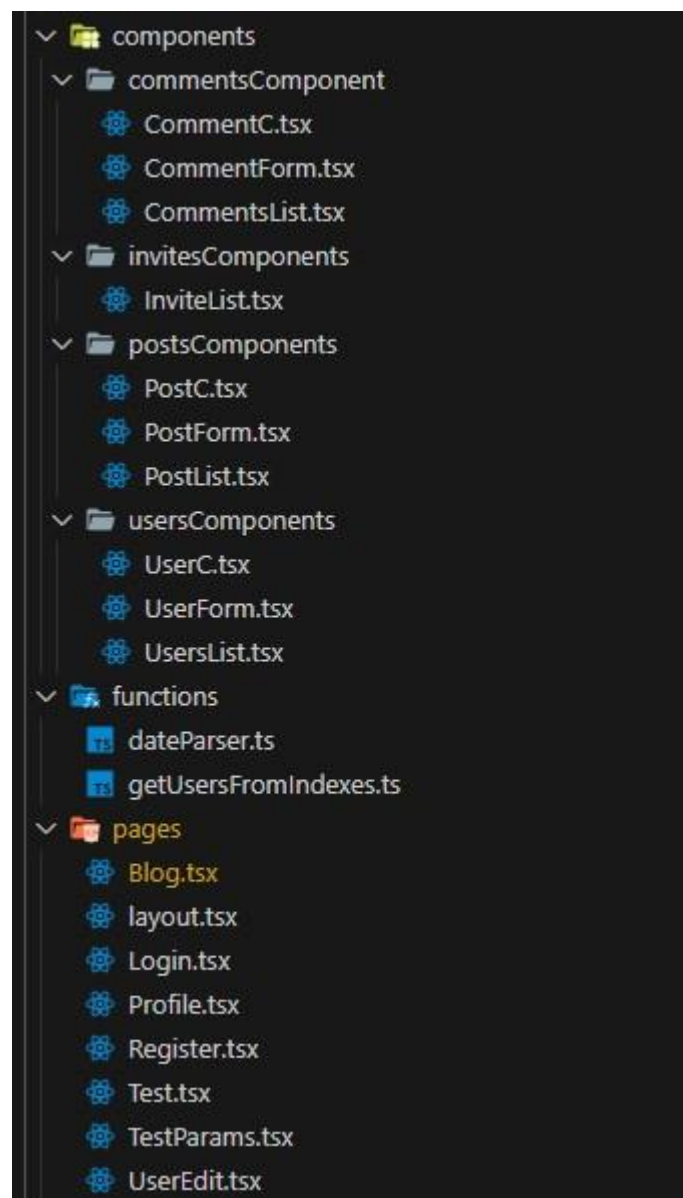 components
commentsComponent
CommentC.tsx
CommentForm.tsx
CommentsList.tsx
invitesComponents
InviteList.tsx
postsComponents
PostC.tsx
PostForm.tsx
PostList.tsx
usersComponents
UserC.tsx
UserForm.tsx
UsersList.tsx
functions
TS dateParser.ts
TS getUsersFromIndexes.ts
pages
Blog.tsx
layout.tsx
Login.tsx
Profile.tsx
Register.tsx
Test.tsx
TestParams.tsx
UserEdit.tsx